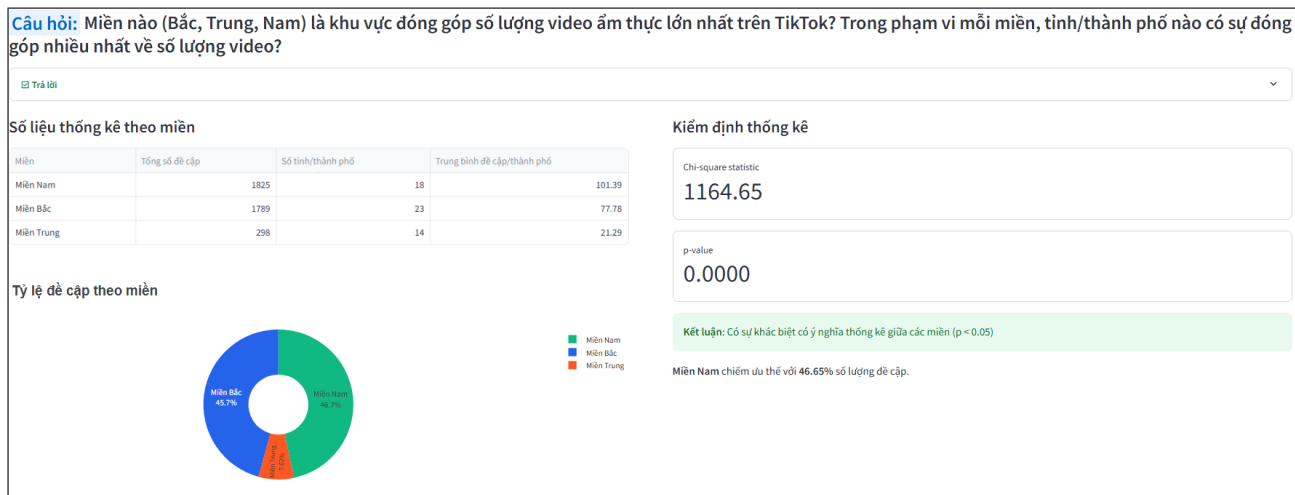 Câu hỏi: Miền nào (Bắc, Trung, Nam) là khu vực đóng góp số lượng video ẩm thực lớn nhất trên TikTok? Trong phạm vi mỗi miền, tỉnh/thành phố nào có sự đóng
góp nhiều nhất về số lượng video?
Trả lời
Số liệu thống kê theo miền
Miền Tổng số đề cập Số tỉnh/thành phố Trung bình đề cập/thành phố
Miền Nam 1825 18 101.39
Miền Bắc 1789 23 77.78
Miền Trung 298 14 21.29
Tỷ lệ đề cập theo miền
Miền Nam
Miền Bắc
Miền Trung
Miền Bắc
45.7%
Miền Nam
46.7%
Miền Trung
7.62%
Kiểm định thống kê
Chi-square statistic
1164.65
p-value
0.0000
Kết luận: Có sự khác biệt có ý nghĩa thống kê giữa các miền (p < 0.05)
Miền Nam chiếm ưu thế với 46.65% số lượng đề cập.